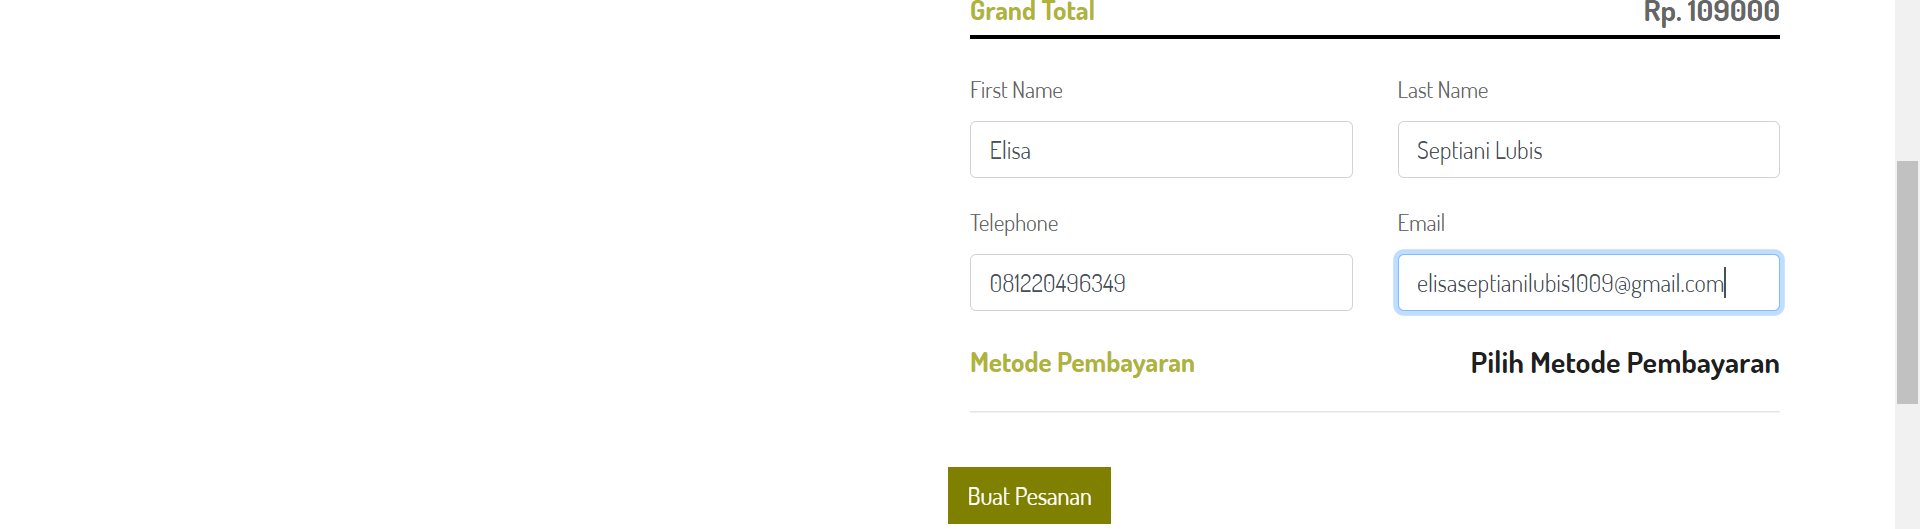 Grand Total Rp. 109000
First Name Last Name
Elisa Septiani Lubis
Telephone Email
081220496349 elisaseptianilubis1009@gmail.com
Metode Pembayaran Pilih Metode Pembayaran
Buat Pesanan